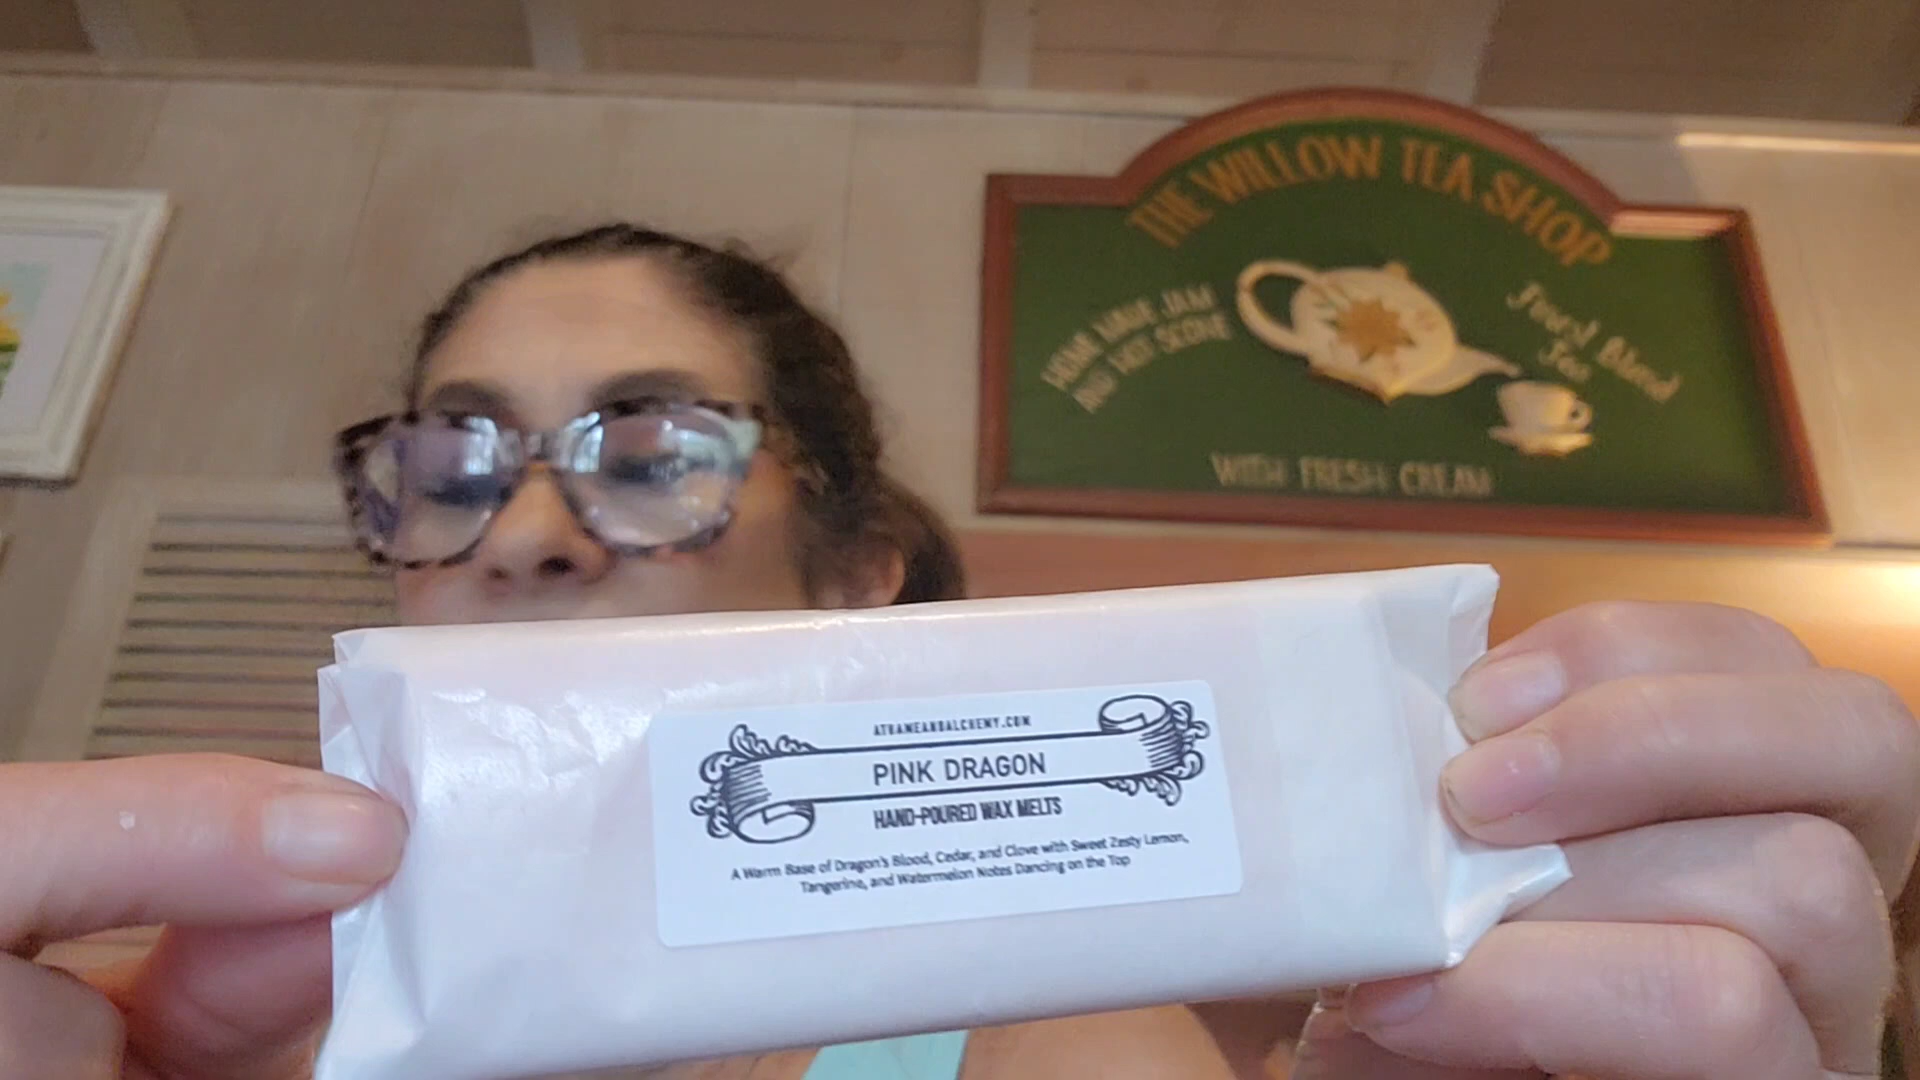 THE WILLOW TEA SHOP
HOME MADE JAM
AND HOT SCONE
Tea
WITH FRESH CREAM
ATHAMEANDALCHEMY.COM
PINK DRAGON
HAND-POURED WAX MELTS
A Warm Base of Dragon's Blood, Cedar, and Clove with Sweet Zesty Lemon,
Tangerine, and Watermelon Notes Dancing on the Top